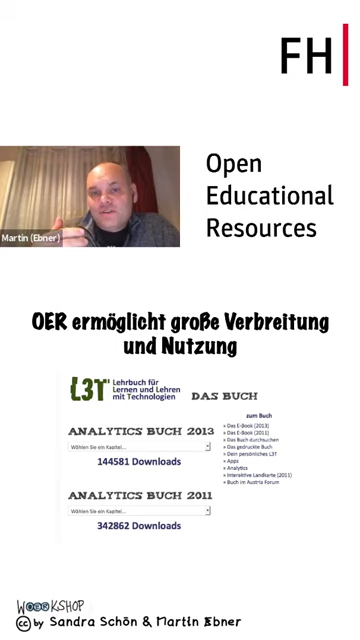 FH
Open
Educational
Resources
Martin (Ebner)
OER ermöglicht große Verbreitung
und Nutzung
L3T Lehrbuch für
Lernen und Lehren
mit Technologien
DAS BUCH
zum Buch
» Das E-Book (2013)
» Das E-Book (2011)
» Das Buch durchsuchen
» Das gedruckte Buch
» Dein persönliches L3T
» Apps
» Analytics
» Interaktive Landkarte (2011)
» Buch im Austria Forum
ANALYTICS BUCH 2013
Wählen Sie ein Kapitel...
144581 Downloads
ANALYTICS BUCH 2011
Wählen Sie ein Kapitel...
342862 Downloads
WOERKSHOP
cc by Sandra Schön & Martin Ebner